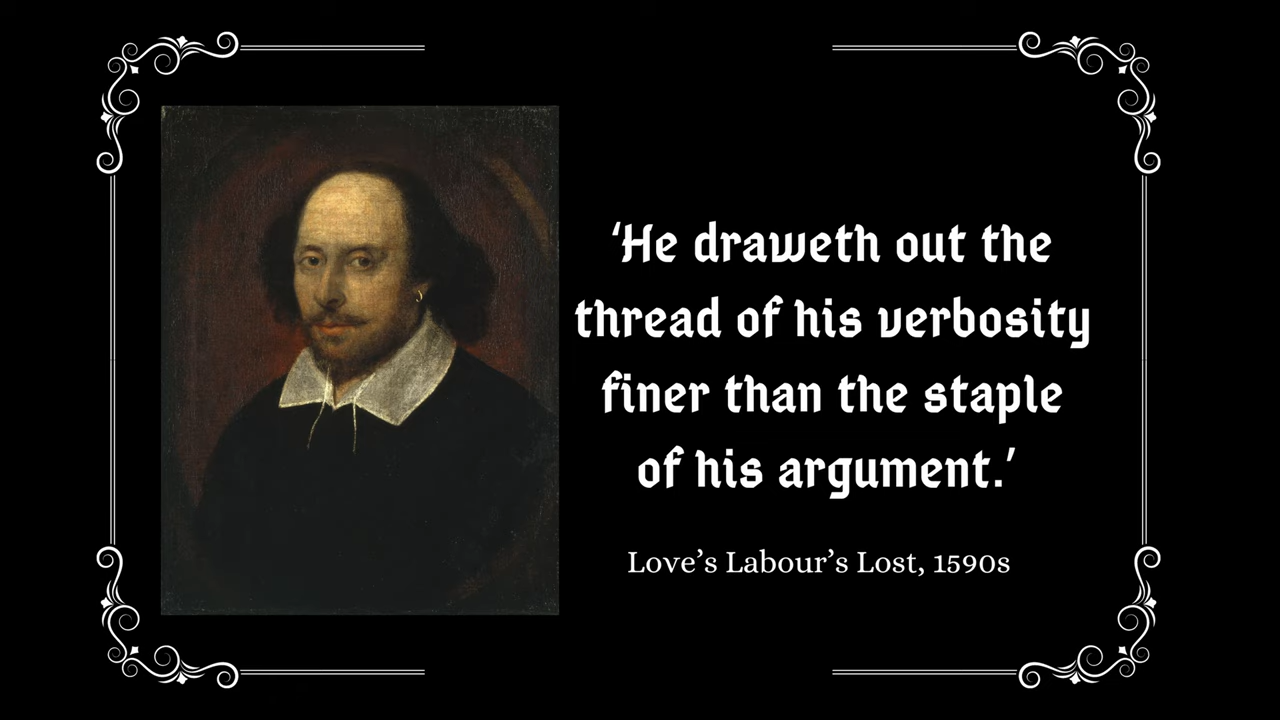 ‘He draweth out the
thread of his verbosity
finer than the staple
of his argument.’
Love’s Labour’s Lost, 1590s